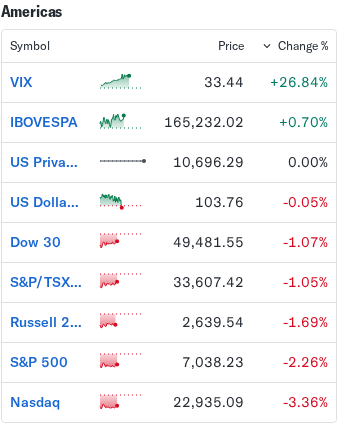 Americas
Symbol Price Change %
VIX 33.44 +26.84%
IBOVESPA 165,232.02 +0.70%
US Priva... 10,696.29 0.00%
US Dolla... 103.76 -0.05%
Dow 30 49,481.55 -1.07%
S&P/TSX... 33,607.42 -1.05%
Russell 2... 2,639.54 -1.69%
S&P 500 7,038.23 -2.26%
Nasdaq 22,935.09 -3.36%